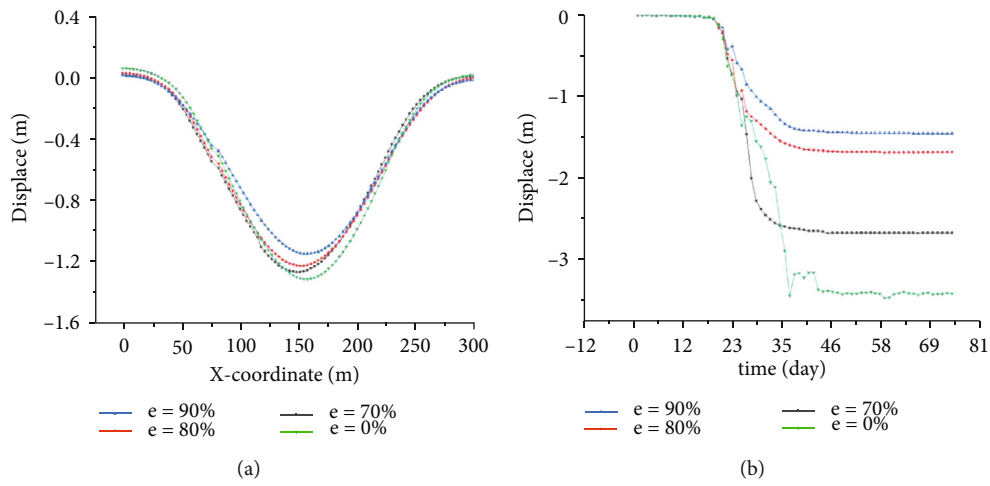 0.4
0.0
−0.4
−0.8
−1.2
−1.6
Displace (m)
0
50
100
150
200
250
300
X-coordinate (m)
e = 90%
e = 80%
e = 70%
e = 0%
(a)
0
−1
−2
−3
Displace (m)
−12
0
12
23
35
46
58
69
81
time (day)
e = 90%
e = 80%
e = 70%
e = 0%
(b)